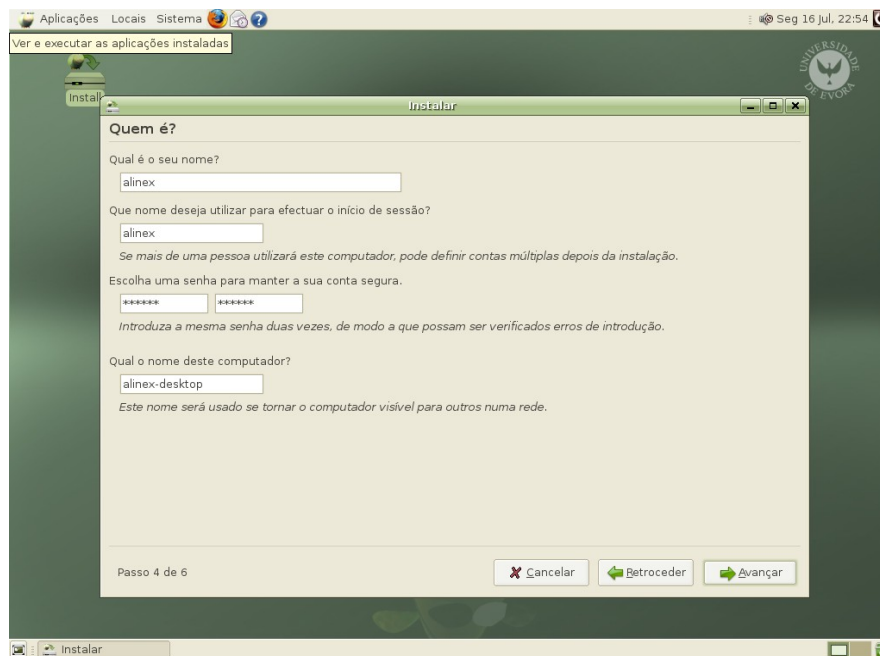 Aplicações Locais Sistema Seg 16 Jul, 22:54
Ver e executar as aplicações instaladas
UNIVERSIDADE DE ÉVORA
Install
Instalar
Quem é?
Qual é o seu nome?
alinex
Que nome deseja utilizar para efectuar o início de sessão?
alinex
Se mais de uma pessoa utilizará este computador, pode definir contas múltiplas depois da instalação.
Escolha uma senha para manter a sua conta segura.
****** ******
Introduza a mesma senha duas vezes, de modo a que possam ser verificados erros de introdução.
Qual o nome deste computador?
alinex-desktop
Este nome será usado se tornar o computador visível para outros numa rede.
Passo 4 de 6 Cancelar Retroceder Avançar
Instalar